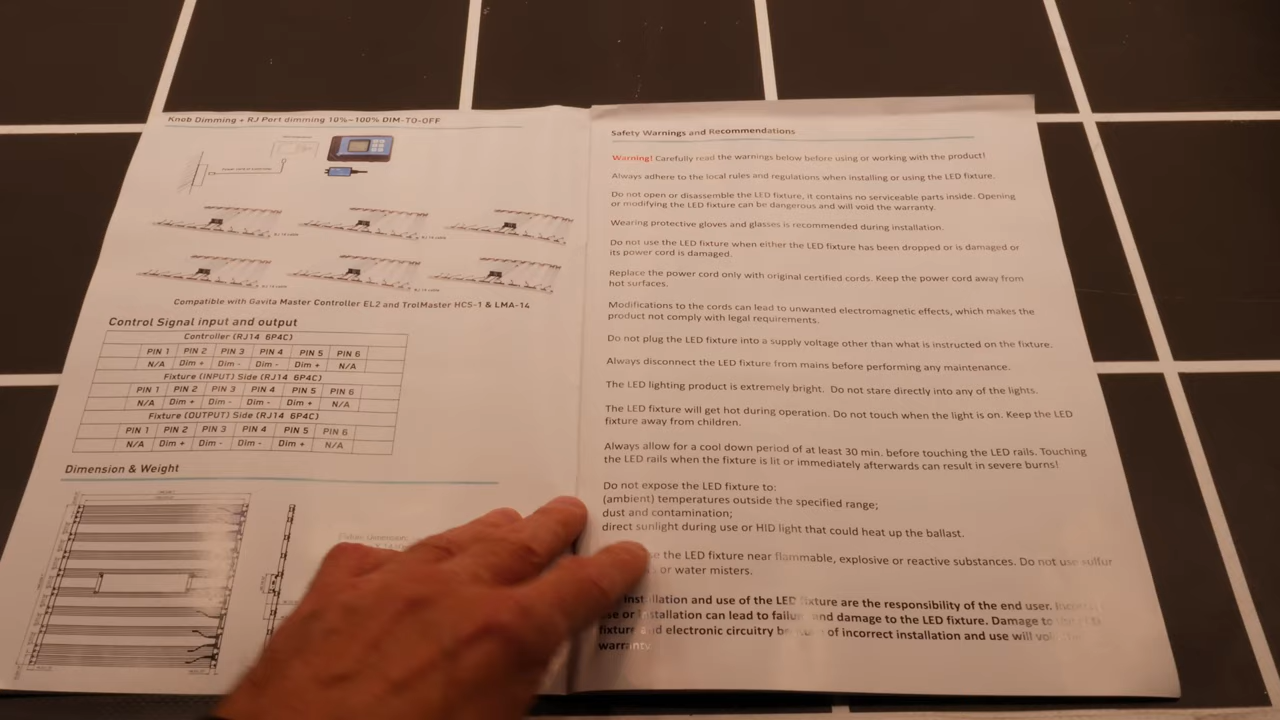 Knob Dimming + RJ Port dimming 10%~100% DIM-TO-OFF
RJ 14 cable
RJ 14 cable
RJ 14 cable
RJ 14 cable
Compatible with Gavita Master Controller EL2 and TrolMaster HCS-1 & LMA-14
Control Signal input and output
Controller (RJ14 6P4C)
PIN 1 PIN 2 PIN 3 PIN 4 PIN 5 PIN 6
N/A Dim + Dim - Dim - Dim + N/A
Fixture (INPUT) Side (RJ14 6P4C)
PIN 1 PIN 2 PIN 3 PIN 4 PIN 5 PIN 6
N/A Dim + Dim - Dim - Dim + N/A
Fixture (OUTPUT) Side (RJ14 6P4C)
PIN 1 PIN 2 PIN 3 PIN 4 PIN 5 PIN 6
N/A Dim + Dim - Dim - Dim + N/A
Dimension & Weight
Safety Warnings and Recommendations
Warning! Carefully read the warnings below before using or working with the product!
Always adhere to the local rules and regulations when installing or using the LED fixture.
Do not open or disassemble the LED fixture, it contains no serviceable parts inside. Opening
or modifying the LED fixture can be dangerous and will void the warranty.
Wearing protective gloves and glasses is recommended during installation.
Do not use the LED fixture when either the LED fixture has been dropped or is damaged or
its power cord is damaged.
Replace the power cord only with original certified cords. Keep the power cord away from
hot surfaces.
Modifications to the cords can lead to unwanted electromagnetic effects, which makes the
product not comply with legal requirements.
Do not plug the LED fixture into a supply voltage other than what is instructed on the fixture.
Always disconnect the LED fixture from mains before performing any maintenance.
The LED lighting product is extremely bright. Do not stare directly into any of the lights.
The LED fixture will get hot during operation. Do not touch when the light is on. Keep the LED
fixture away from children.
Always allow for a cool down period of at least 30 min. before touching the LED rails. Touching
the LED rails when the fixture is lit or immediately afterwards can result in severe burns!
Do not expose the LED fixture to:
(ambient) temperatures outside the specified range;
dust and contamination;
direct sunlight during use or HID light that could heat up the ballast.
the LED fixture near flammable, explosive or reactive substances. Do not use sulfur
or water misters.
installation and use of the LED fixture are the responsibility of the end user.
or installation can lead to failure and damage to the LED fixture. Damage to
fixture and electronic circuitry of incorrect installation and use will
warranty